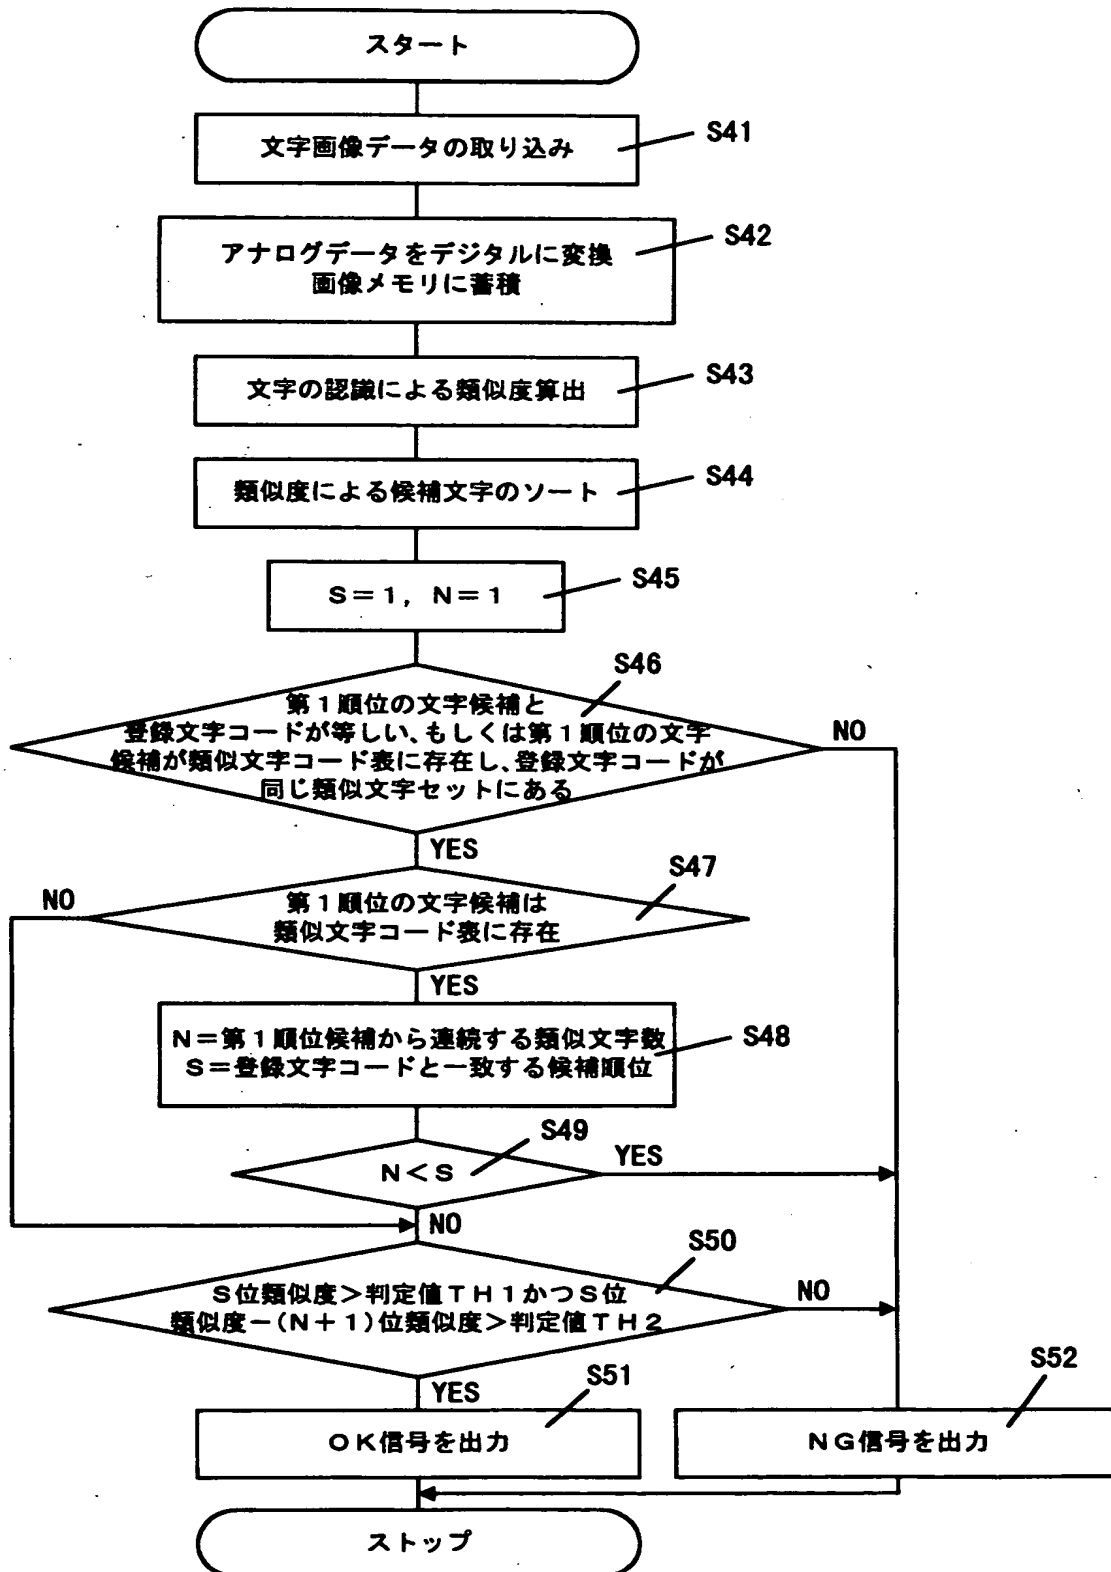 スタート
文字画像データの取り込み
S41
アナログデータをデジタルに変換
画像メモリに蓄積
S42
文字の認識による類似度算出
S43
類似度による候補文字のソート
S44
S=1, N=1
S45
S46
第1順位の文字候補と
登録文字コードが等しい、もしくは第1順位の文字
候補が類似文字コード表に存在し、登録文字コードが
同じ類似文字セットにある
NO
YES
S47
NO
第1順位の文字候補は
類似文字コード表に存在
YES
N=第1順位候補から連続する類似文字数
S=登録文字コードと一致する候補順位
S48
S49
N<S
YES
NO
S50
S位類似度>判定値TH1かつS位
類似度-(N+1)位類似度>判定値TH2
NO
YES
S51
OK信号を出力
S52
NG信号を出力
ストップ